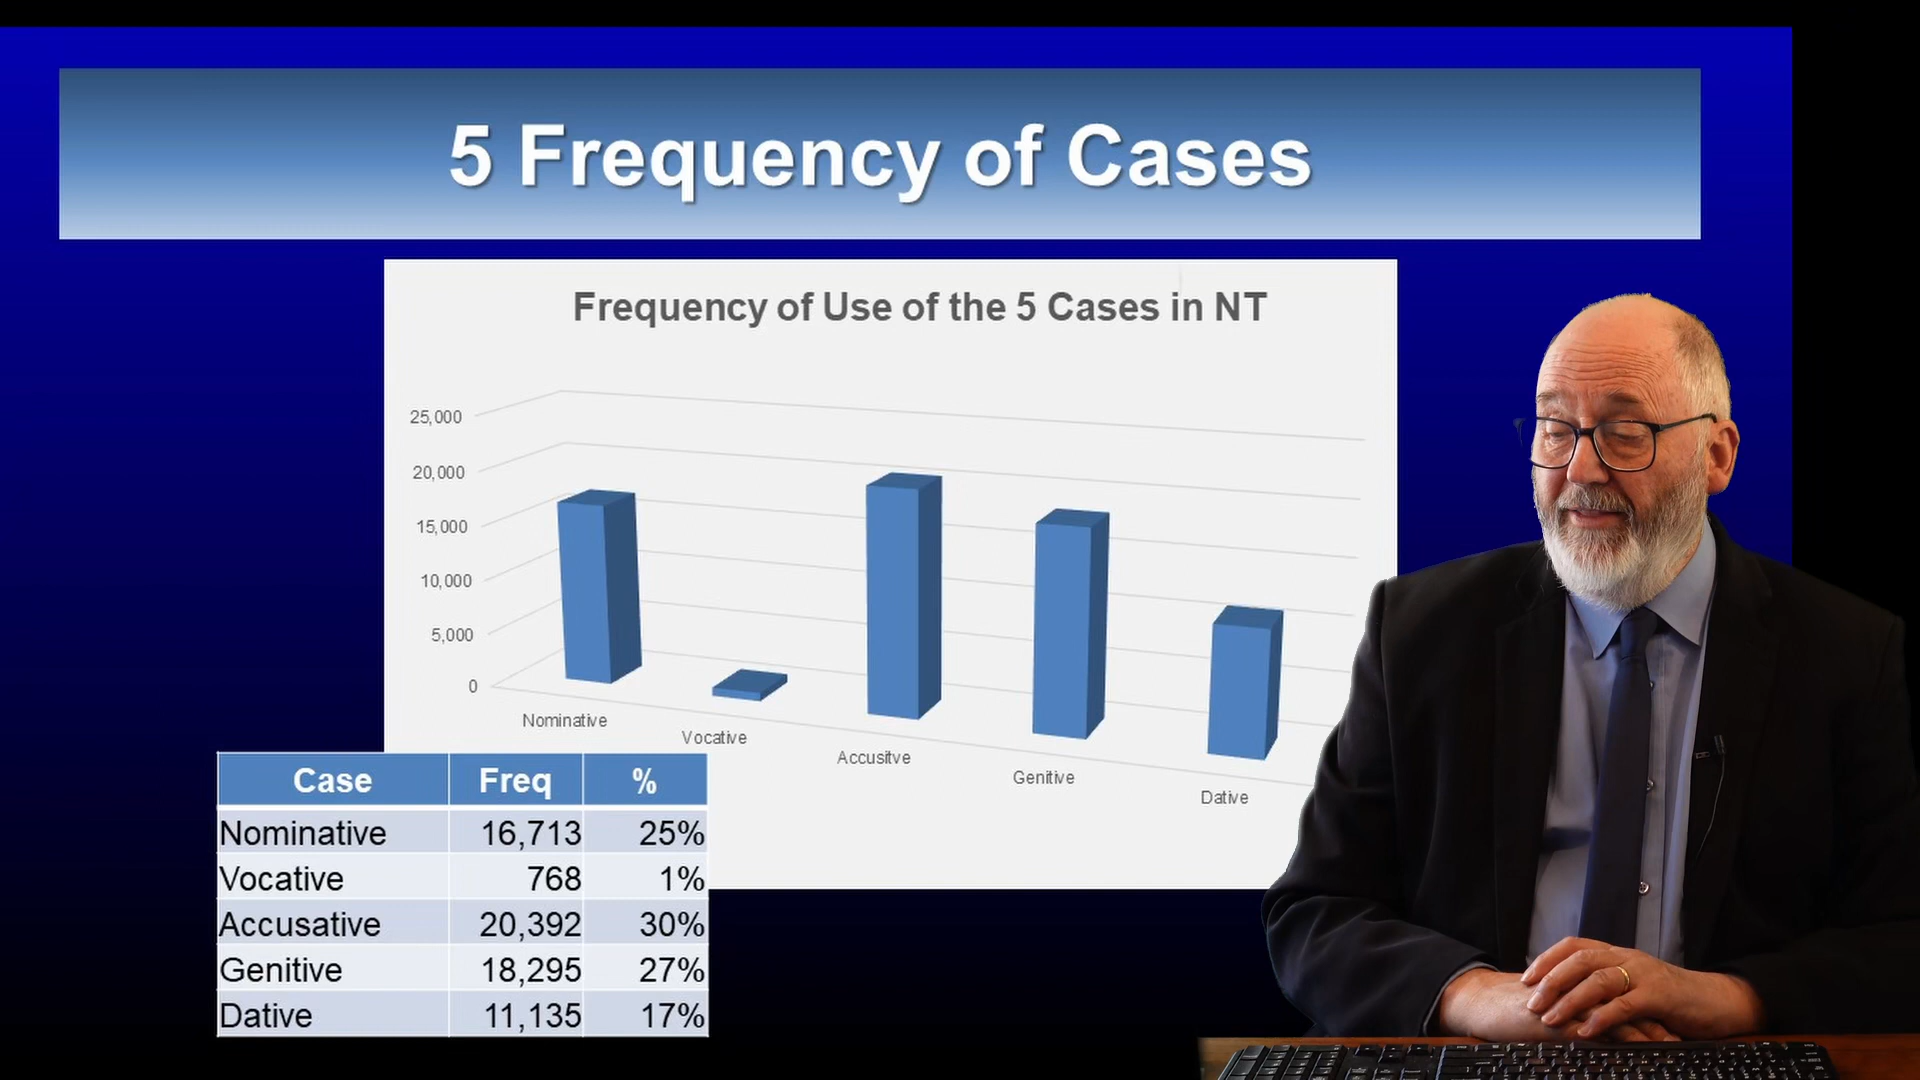 5 Frequency of Cases
Frequency of Use of the 5 Cases in NT
25,000
20,000
15,000
10,000
5,000
0
Nominative
Vocative
Accusitve
Genitive
Dative
Case Freq %
Nominative 16,713 25%
Vocative 768 1%
Accusative 20,392 30%
Genitive 18,295 27%
Dative 11,135 17%